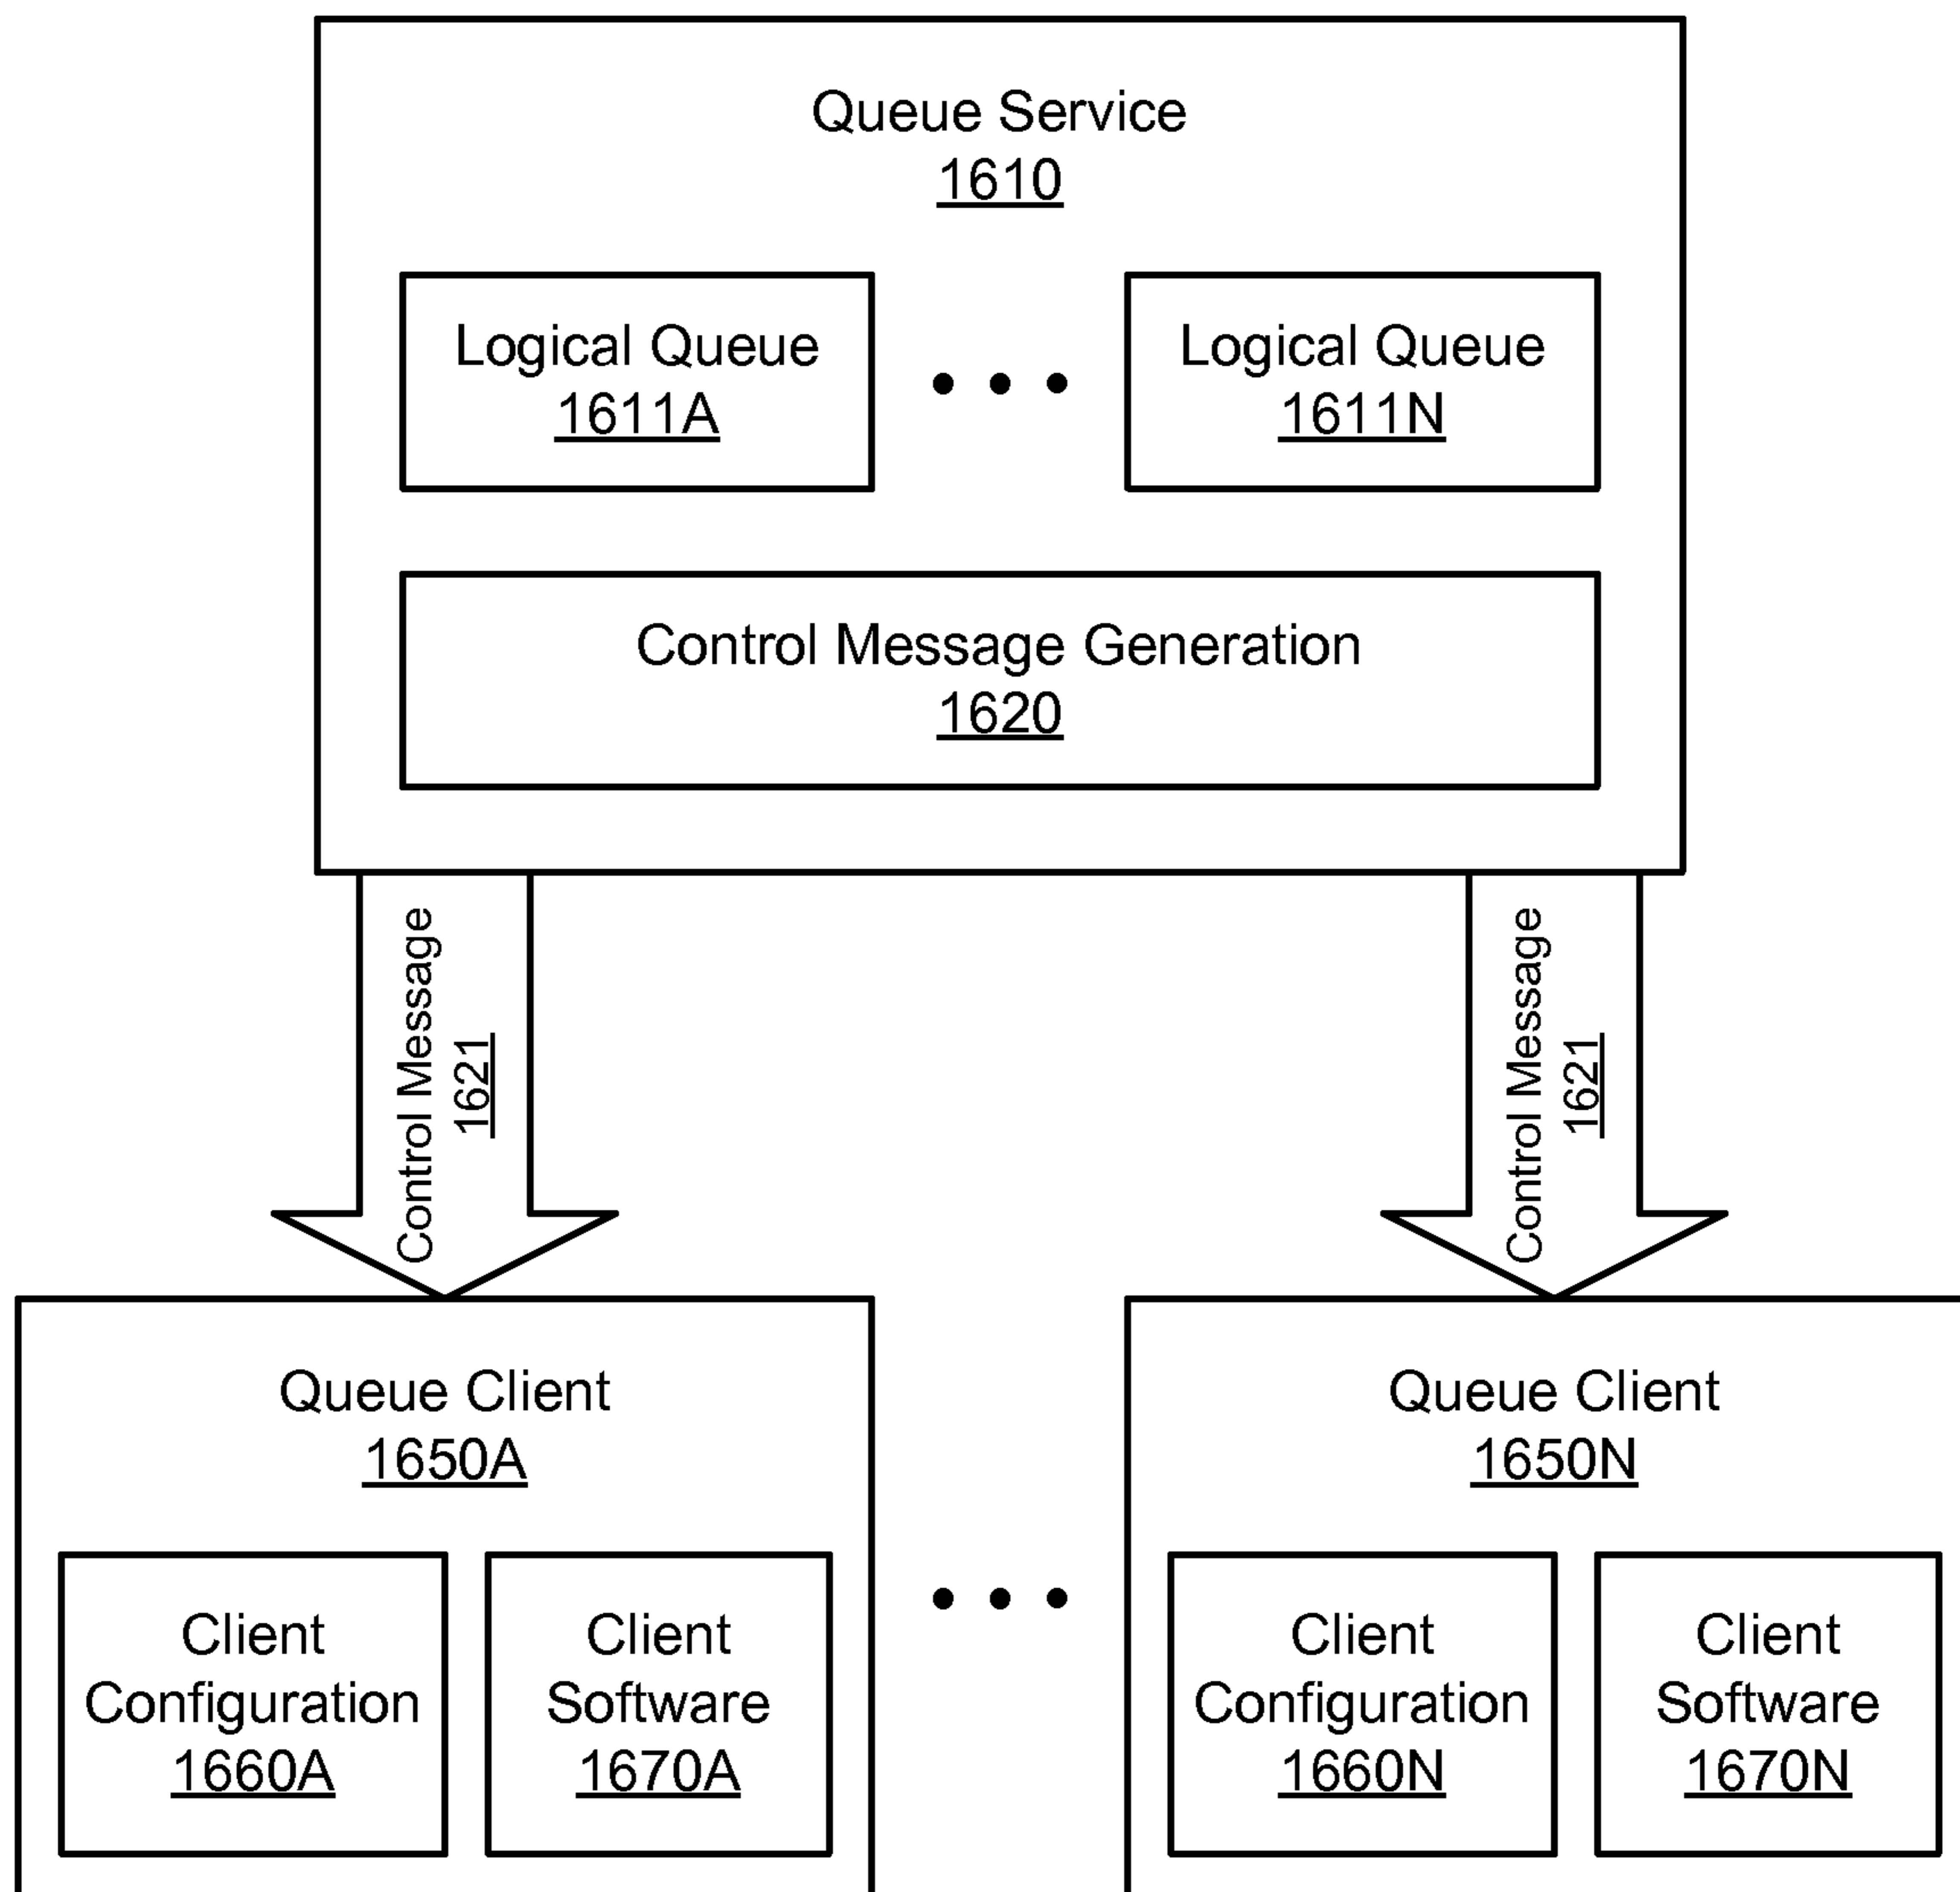 Queue Service
1610
Logical Queue
1611A
Logical Queue
1611N
Control Message Generation
1620
Control Message
1621
Control Message
1621
Queue Client
1650A
Client
Configuration
1660A
Client
Software
1670A
Queue Client
1650N
Client
Configuration
1660N
Client
Software
1670N